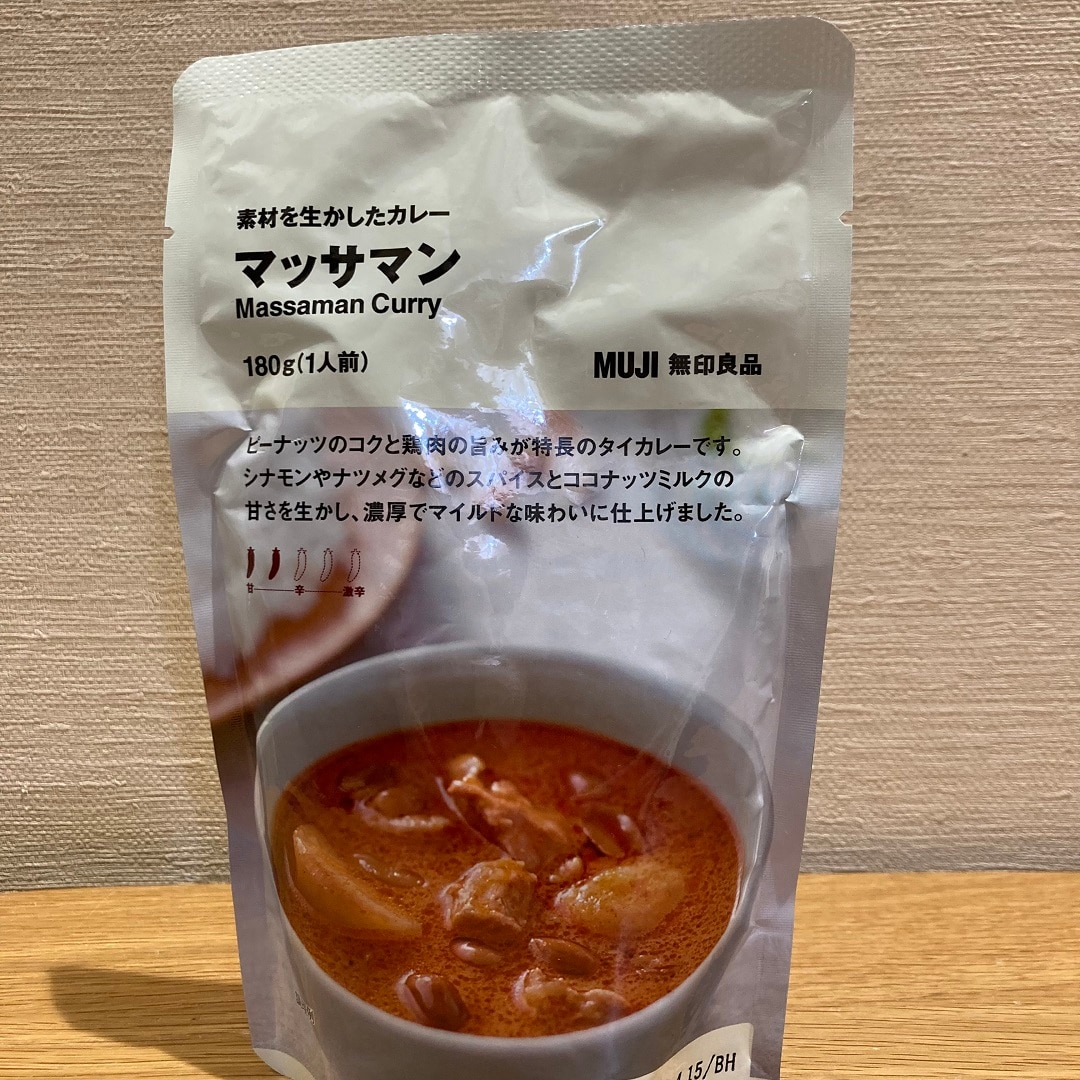 素材を生かしたカレー
マッサマン
Massaman Curry
180g(1人前)
MUJI 無印良品
ピーナッツのコクと鶏肉の旨みが特長のタイカレーです。
シナモンやナツメグなどのスパイスとココナッツミルクの
甘さを生かし、濃厚でマイルドな味わいに仕上げました。
甘 辛 激辛
15/BH